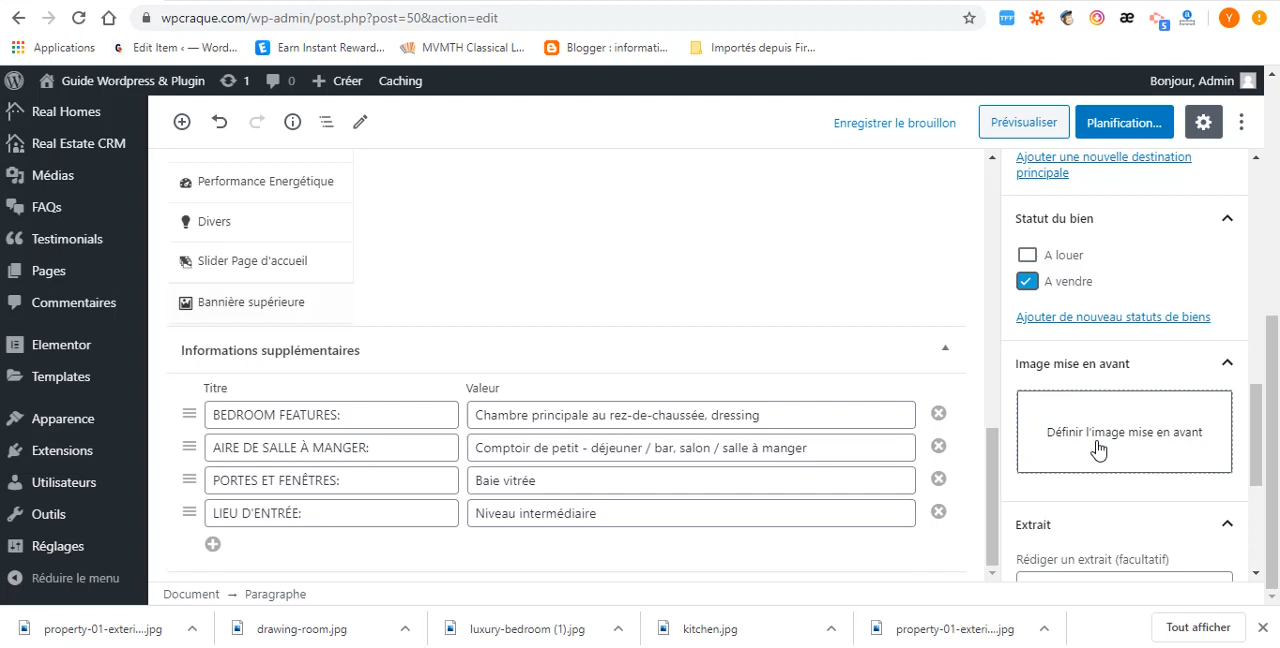 wpcraque.com/wp-admin/post.php?post=50&action=edit
Applications
Edit Item ‹ — Word...
Earn Instant Reward...
MVMTH Classical L...
Blogger : informati...
Importés depuis Fir...
Guide Wordpress & Plugin
1
0
Créer
Caching
Bonjour, Admin
Real Homes
Real Estate CRM
Médias
FAQs
Testimonials
Pages
Commentaires
Elementor
Templates
Apparence
Extensions
Utilisateurs
Outils
Réglages
Réduire le menu
Enregistrer le brouillon
Prévisualiser
Planification...
Performance Energétique
Divers
Slider Page d'accueil
Bannière supérieure
Informations supplémentaires
Titre
Valeur
BEDROOM FEATURES:
Chambre principale au rez-de-chaussée, dressing
AIRE DE SALLE À MANGER:
Comptoir de petit - déjeuner / bar, salon / salle à manger
PORTES ET FENÊTRES:
Baie vitrée
LIEU D'ENTRÉE:
Niveau intermédiaire
Ajouter une nouvelle destination
principale
Statut du bien
A louer
A vendre
Ajouter de nouveau statuts de biens
Image mise en avant
Définir l'image mise en avant
Extrait
Rédiger un extrait (facultatif)
Document → Paragraphe
property-01-exteri....jpg
drawing-room.jpg
luxury-bedroom (1).jpg
kitchen.jpg
property-01-exteri....jpg
Tout afficher